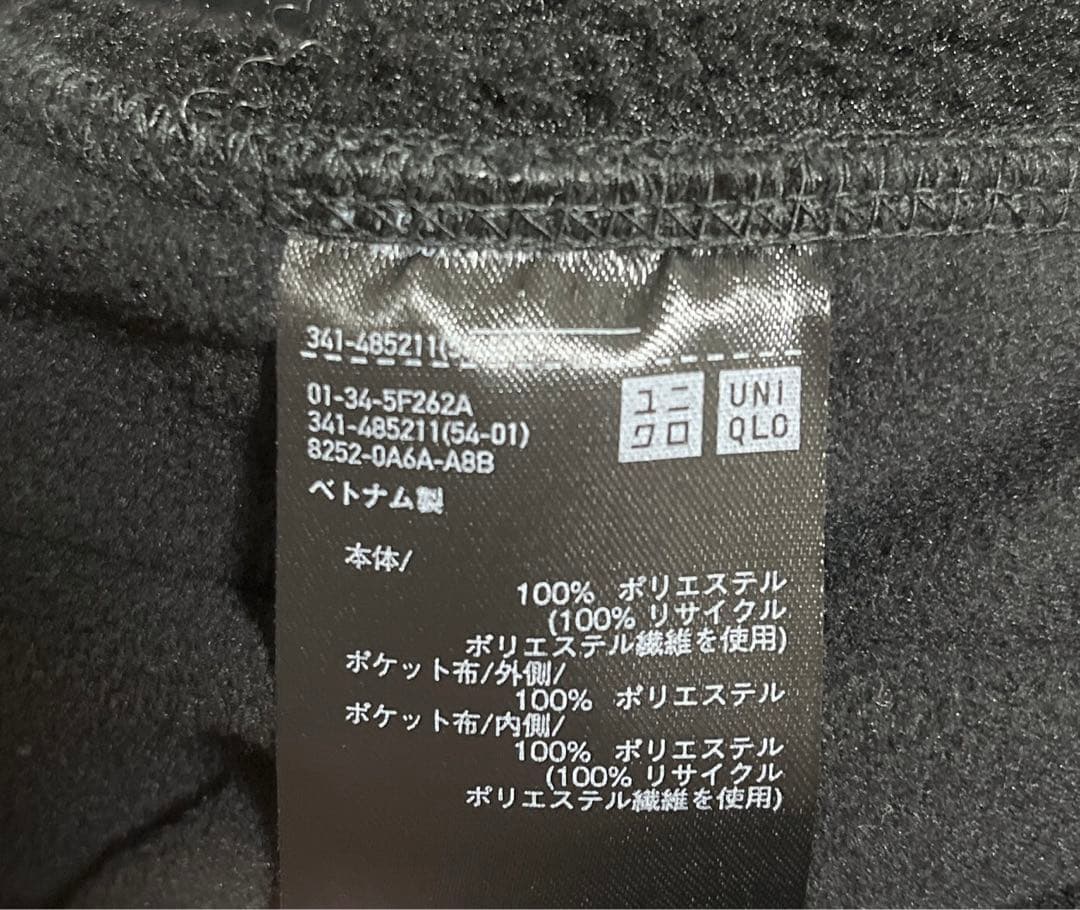 341-485211(5
ユニ
クロ
UNI
QLO
01-34-5F262A
341-485211(54-01)
8252-0A6A-A8B
ベトナム製
本体/
100% ポリエステル
(100% リサイクル
ポリエステル繊維を使用)
ポケット布/外側/
100% ポリエステル
ポケット布/内側/
100% ポリエステル
(100% リサイクル
ポリエステル繊維を使用)